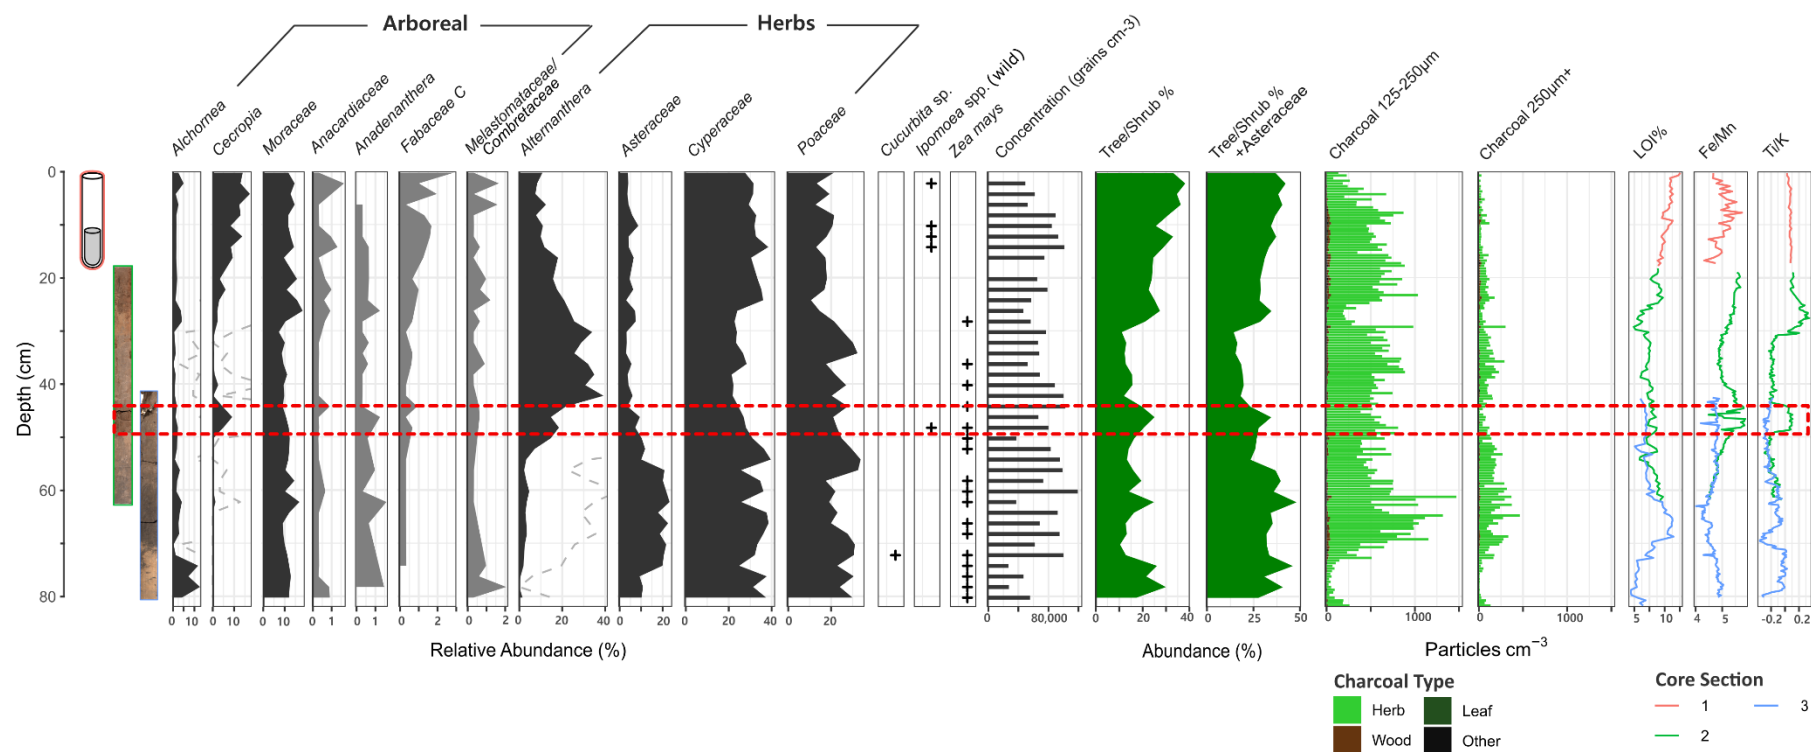 Arboreal
Herbs
Alchornea
Cecropia
Moraceae
Anacardiaceae
Anadenanthera
Fabaceae C
Melastomataceae/
Combretaceae
Alternanthera
Asteraceae
Cyperaceae
Poaceae
Cucurbita sp.
Ipomoea spp. (wild)
Zea mays
Concentration (grains cm-3)
Tree/Shrub %
Tree/Shrub %
+Asteraceae
Charcoal 125-250µm
Charcoal 250µm+
LOI%
Fe/Mn
Ti/K
0
20
40
60
80
Depth (cm)
0 10 0 10 0 10 0 1 0 1 0 2 0 1 2 0 20 40 0 10 20 0 20 40 0 20 0 80,000 0 20 40 0 25 50 0 1000 0 1000 5 10 4 5 -0.2 0.2
Relative Abundance (%)
Abundance (%)
Particles cm⁻³
Charcoal Type
Herb
Leaf
Wood
Other
Core Section
1
3
2